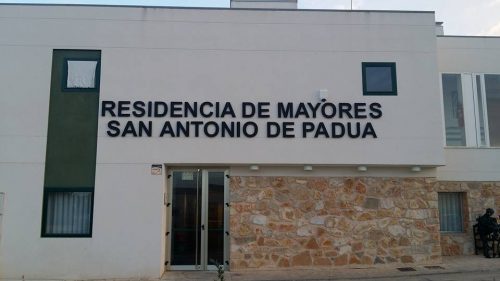 RESIDENCIA DE MAYORES
SAN ANTONIO DE PADUA